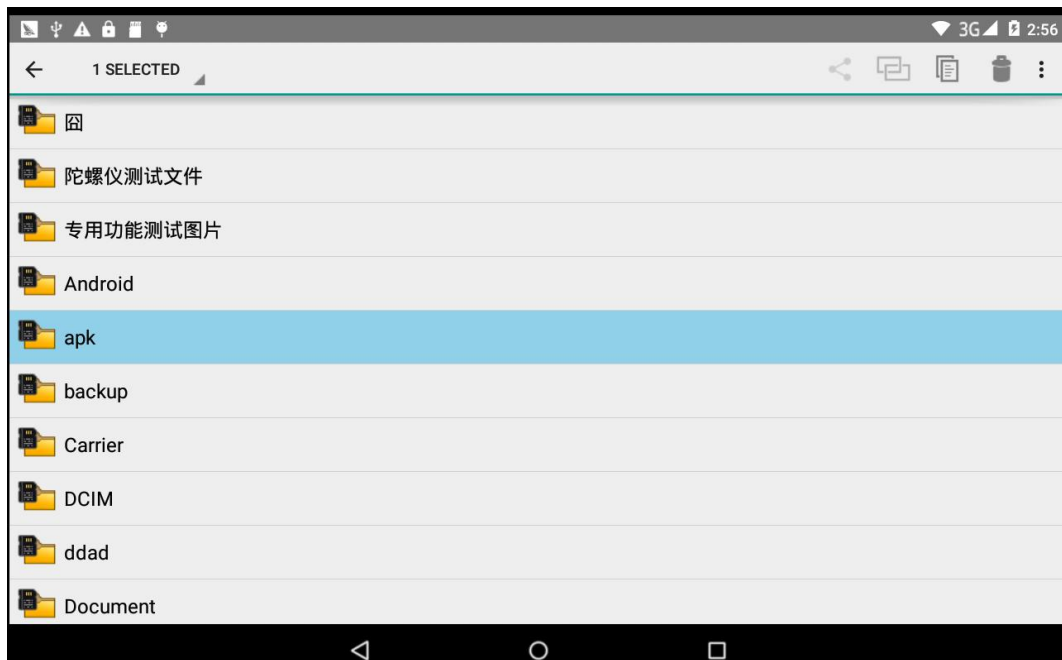 3G 2:56
1 SELECTED
囧
陀螺仪测试文件
专用功能测试图片
Android
apk
backup
Carrier
DCIM
ddad
Document